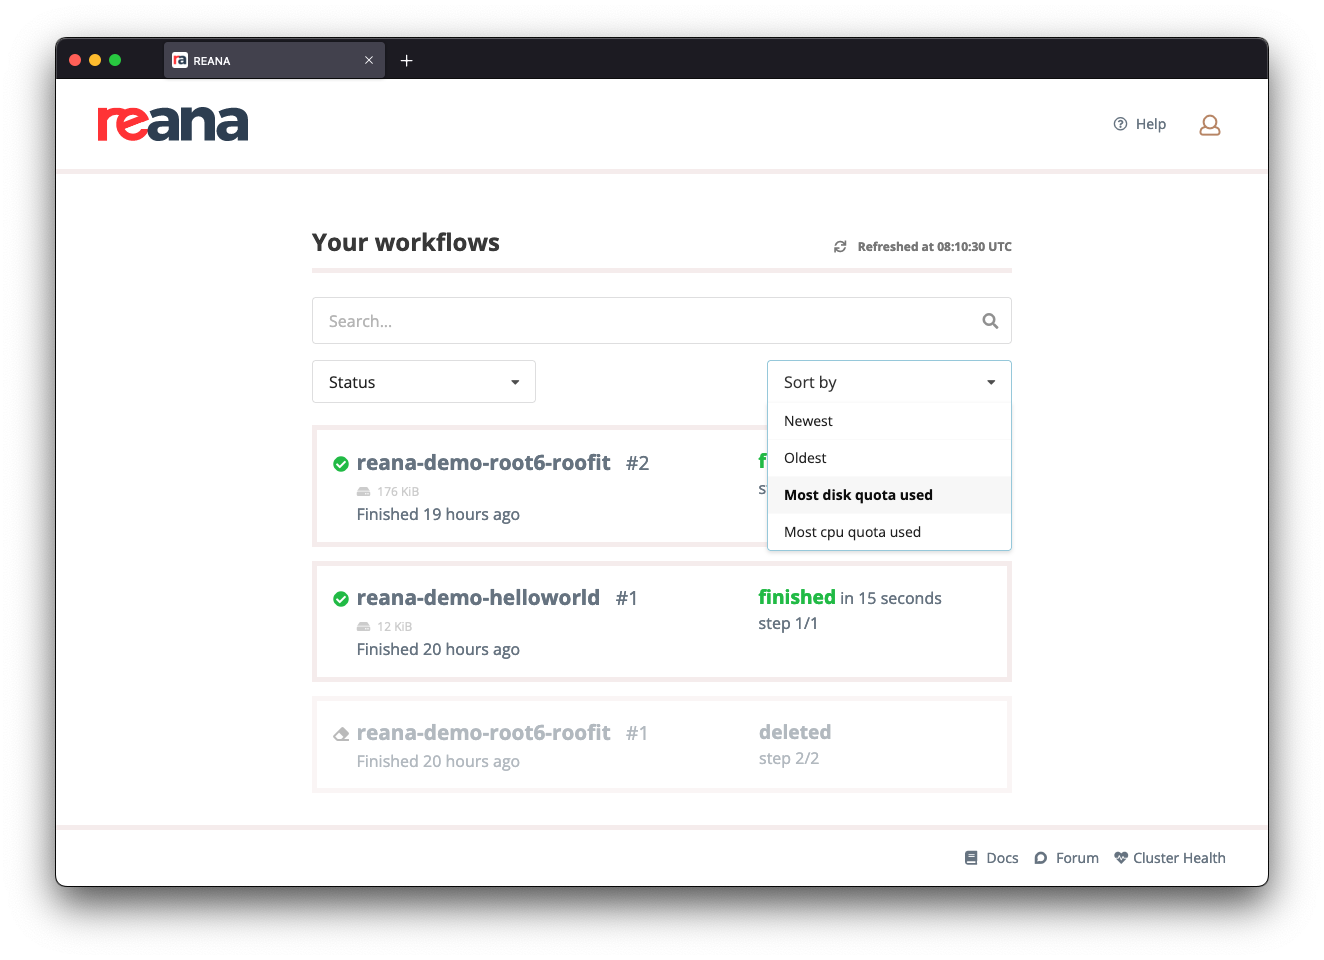 ra REANA
reana
Help
Your workflows
Refreshed at 08:10:30 UTC
Search...
Status
Sort by
Newest
Oldest
Most disk quota used
Most cpu quota used
reana-demo-root6-roofit #2
176 KiB
Finished 19 hours ago
reana-demo-helloworld #1
finished in 15 seconds
12 KiB
step 1/1
Finished 20 hours ago
reana-demo-root6-roofit #1
deleted
Finished 20 hours ago
step 2/2
Docs
Forum
Cluster Health